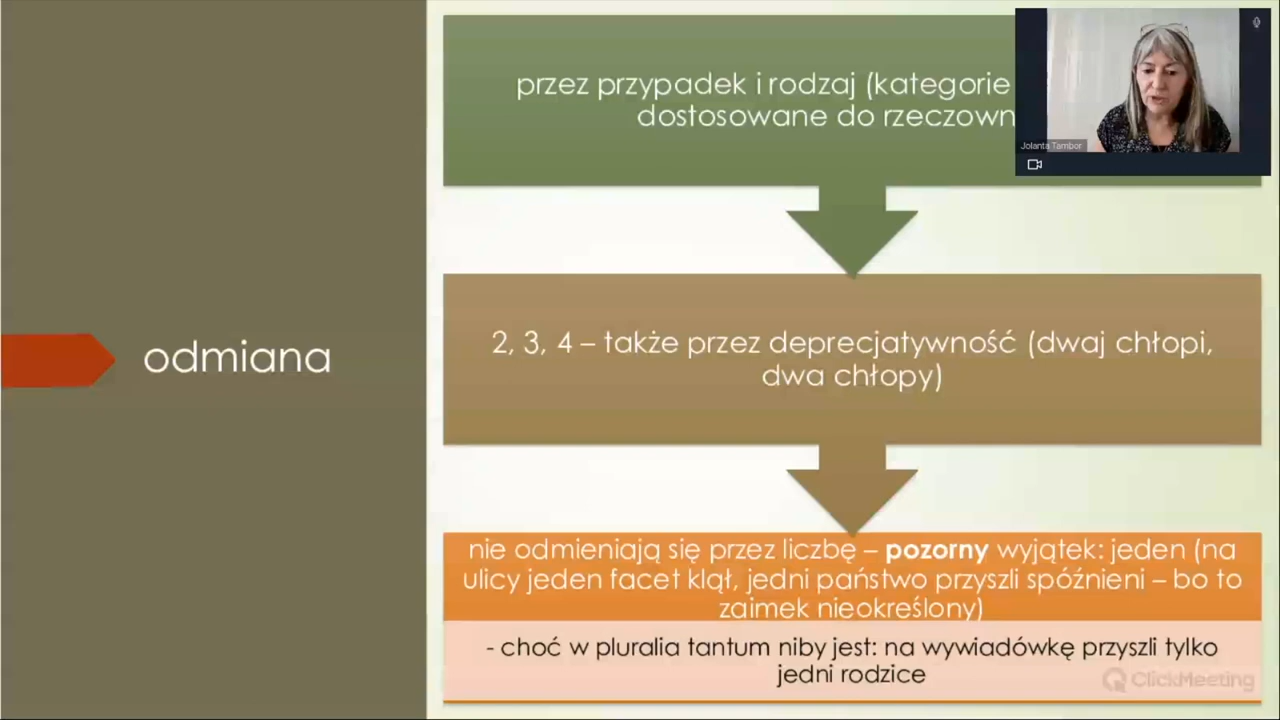 przez przypadek i rodzaj (kategorie
dostosowane do
Jolanta Tambor
odmiana
2, 3, 4 – także przez deprecjatywność (dwaj chłopi,
dwa chłopy)
nie odmieniają się przez liczbę – pozorny wyjątek: jeden (na
ulicy jeden facet klął, jedni państwo przyszli spóźnieni – bo to
zaimek nieokreślony)
- choć w pluralia tantum niby jest: na wywiadówkę przyszli tylko
jedni rodzice
ClickMeeting